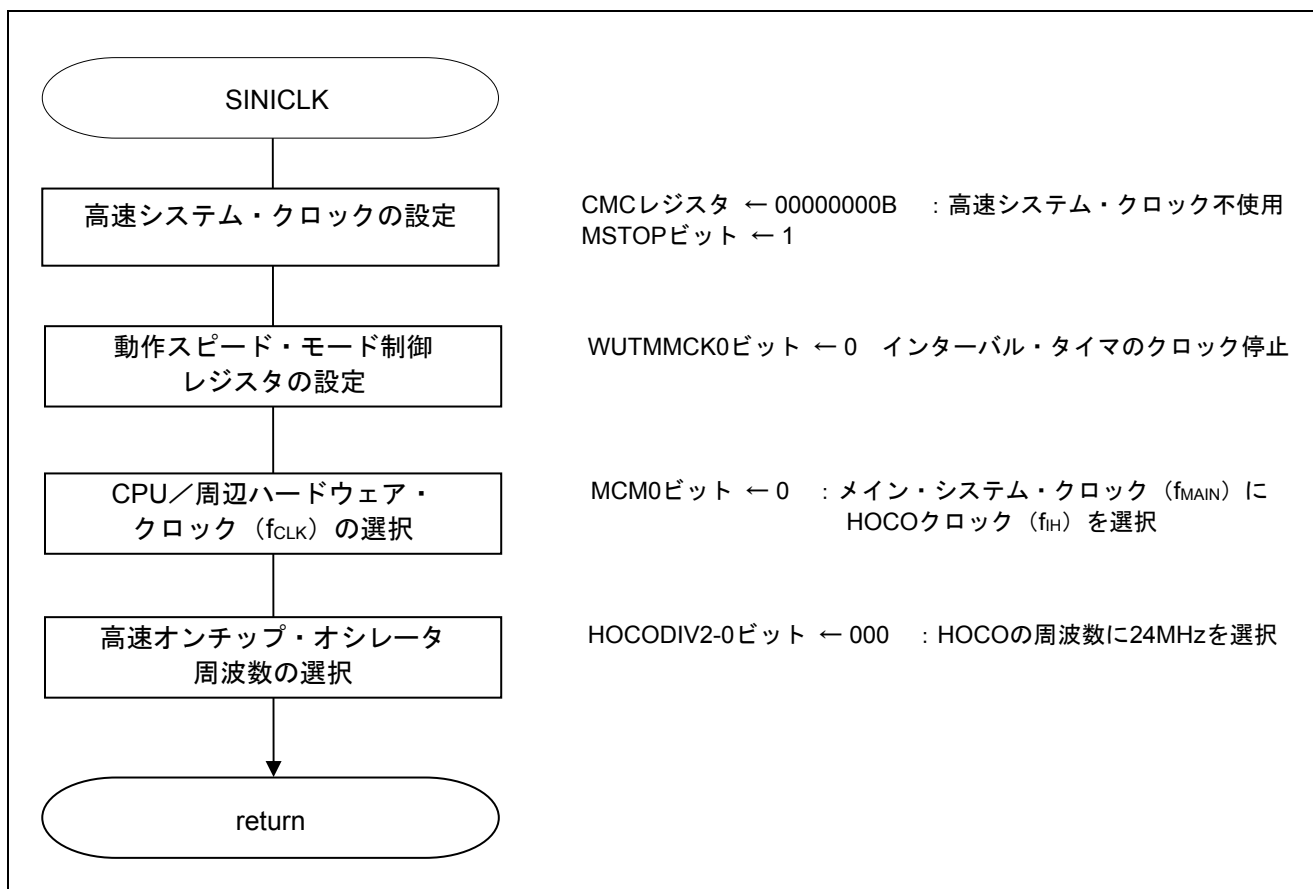 SINICLK
高速システム・クロックの設定
CMCレジスタ ← 00000000B ：高速システム・クロック不使用
MSTOPビット ← 1
動作スピード・モード制御
レジスタの設定
WUTMMCK0ビット ← 0 インターバル・タイマのクロック停止
CPU／周辺ハードウェア・
クロック（fCLK）の選択
MCM0ビット ← 0 ：メイン・システム・クロック（fMAIN）に
HOCOクロック（fIH）を選択
高速オンチップ・オシレータ
周波数の選択
HOCODIV2-0ビット ← 000 ：HOCOの周波数に24MHzを選択
return